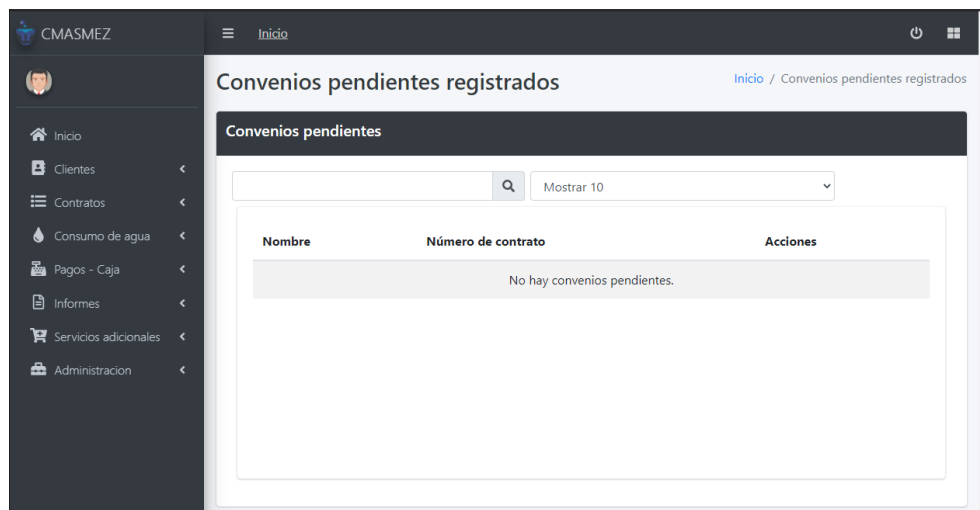 CMASMEZ
Inicio
Convenios pendientes registrados
Inicio / Convenios pendientes registrados
Inicio
Clientes
Contratos
Consumo de agua
Pagos - Caja
Informes
Servicios adicionales
Administracion
Convenios pendientes
Mostrar 10
Nombre Número de contrato Acciones
No hay convenios pendientes.